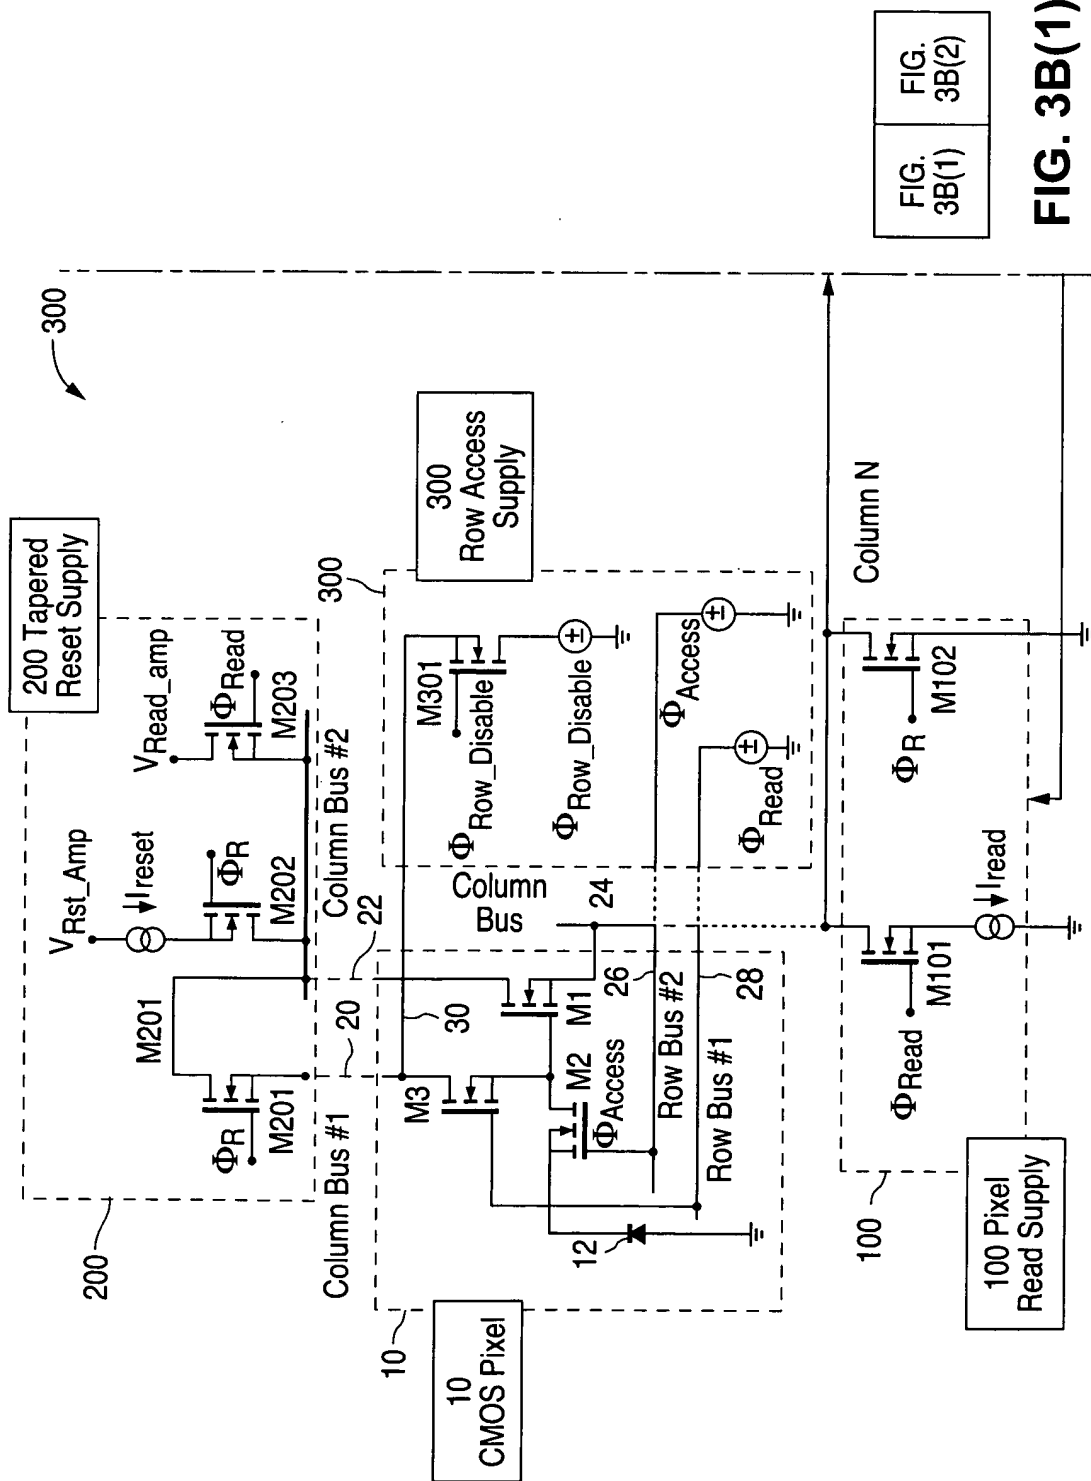 300
200 Tapered
Reset Supply
200
V_Rst_Amp
I_reset
V_Read_amp
Φ_R
M201
M201
Φ_R
M202
Φ_Read
M203
Column Bus #1
20
22
Column Bus #2
10
CMOS Pixel
10
M3
30
M1
M2
Φ_Access
12
Column
Bus
24
26
Row Bus #2
28
Row Bus #1
300
Row Access
Supply
300
M301
Φ_Row_Disable
Φ_Row_Disable
Φ_Access
Φ_Read
Column N
100 Pixel
Read Supply
100
Φ_Read
M101
I_read
Φ_R
M102
FIG.
3B(1)
FIG.
3B(2)
FIG. 3B(1)